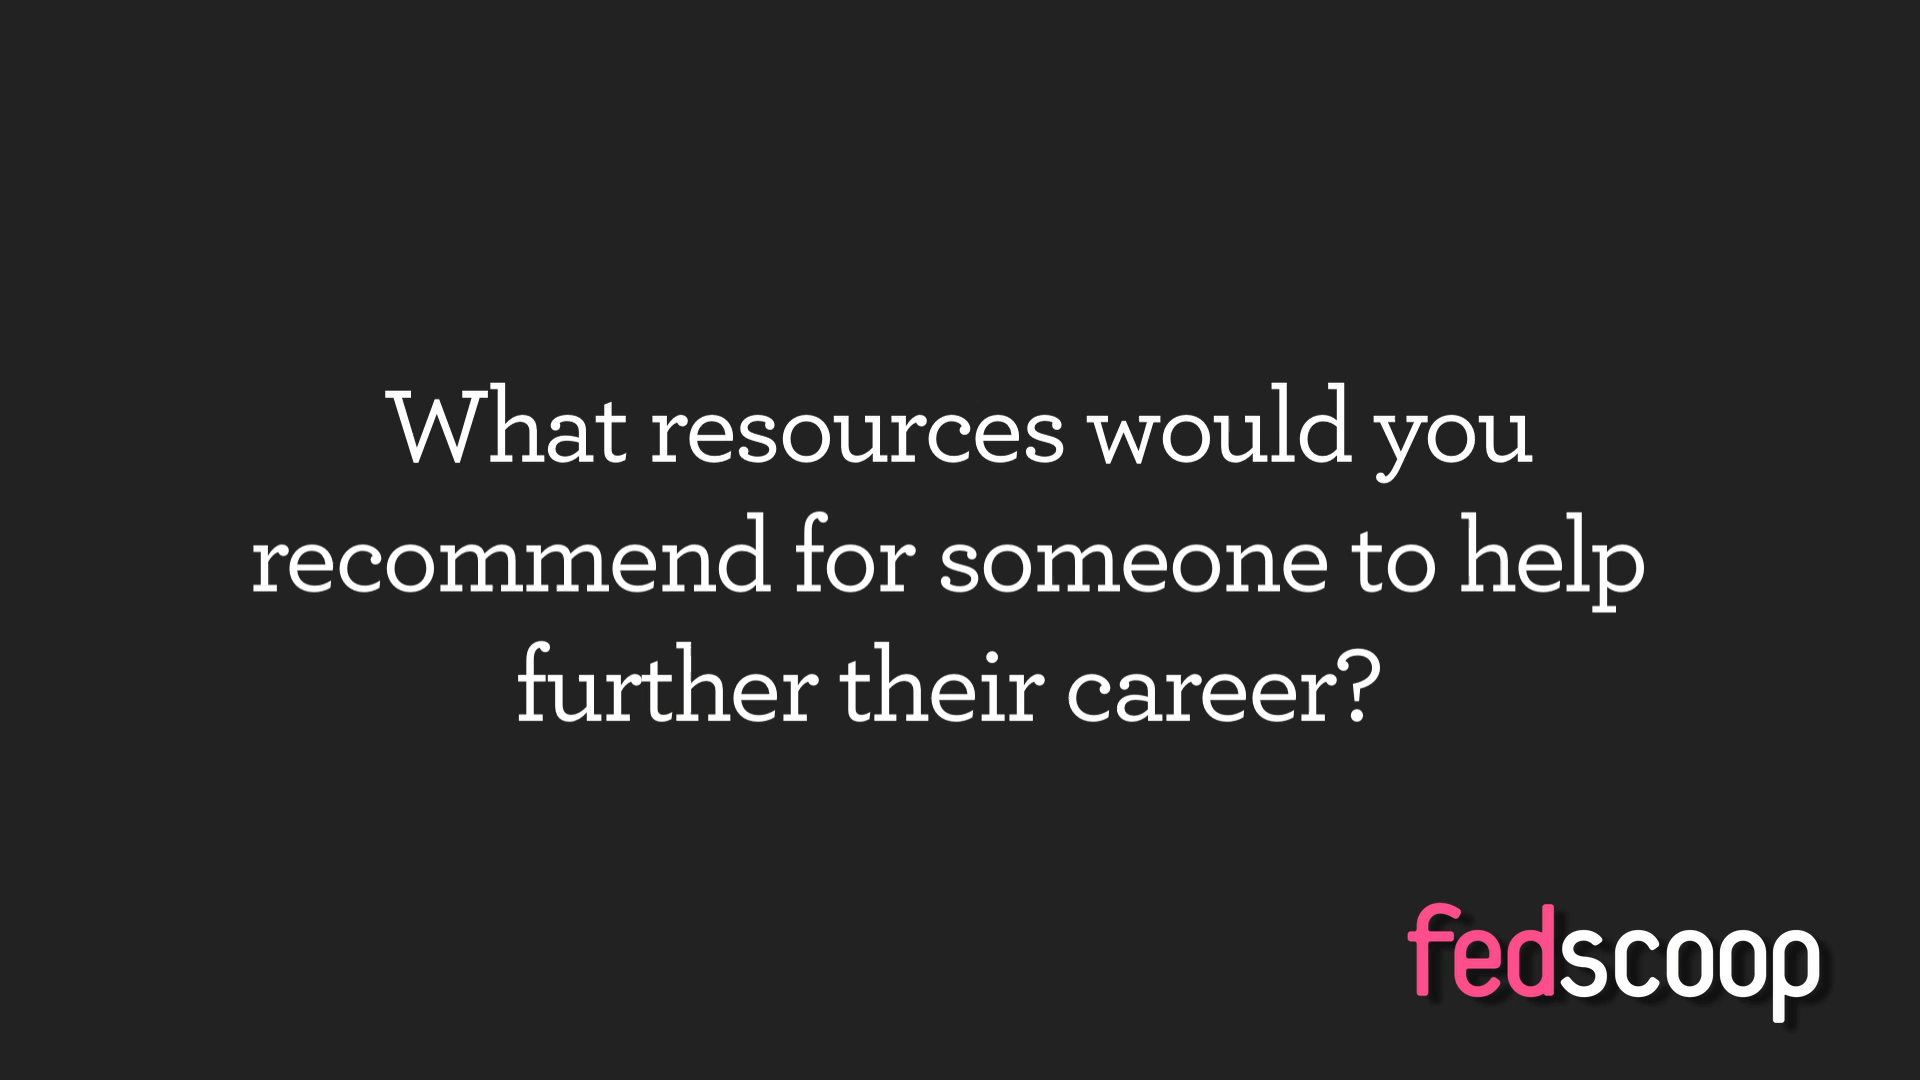 What resources would you
recommend for someone to help
further their career?
fedscoop